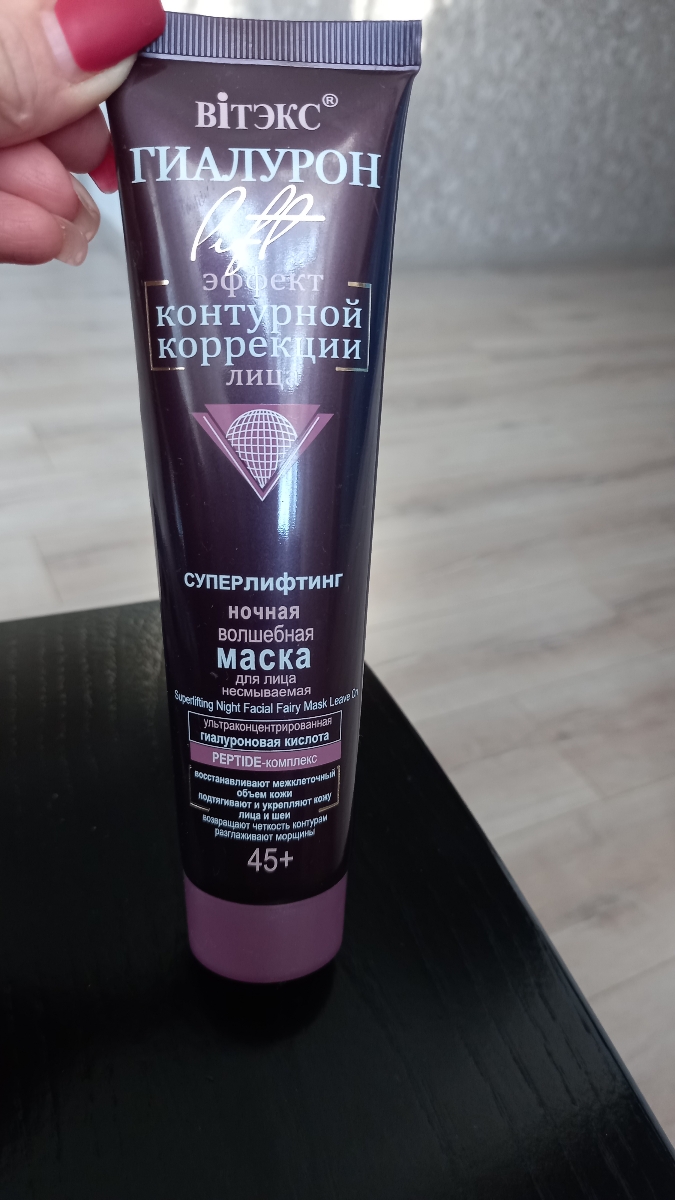 ВІТЭКС®
ГИАЛУРОН
lift
эффект
контурной
коррекции
лица
СУПЕРлифтинг
ночная
волшебная
маска
для лица
несмываемая
Superlifting Night Facial Fairy Mask Leave On
ультраконцентрированная
гиалуроновая кислота
PEPTIDE-комплекс
восстанавливают межклеточный
объем кожи
подтягивают и укрепляют кожу
лица и шеи
возвращают четкость контурам
разглаживают морщины
45+